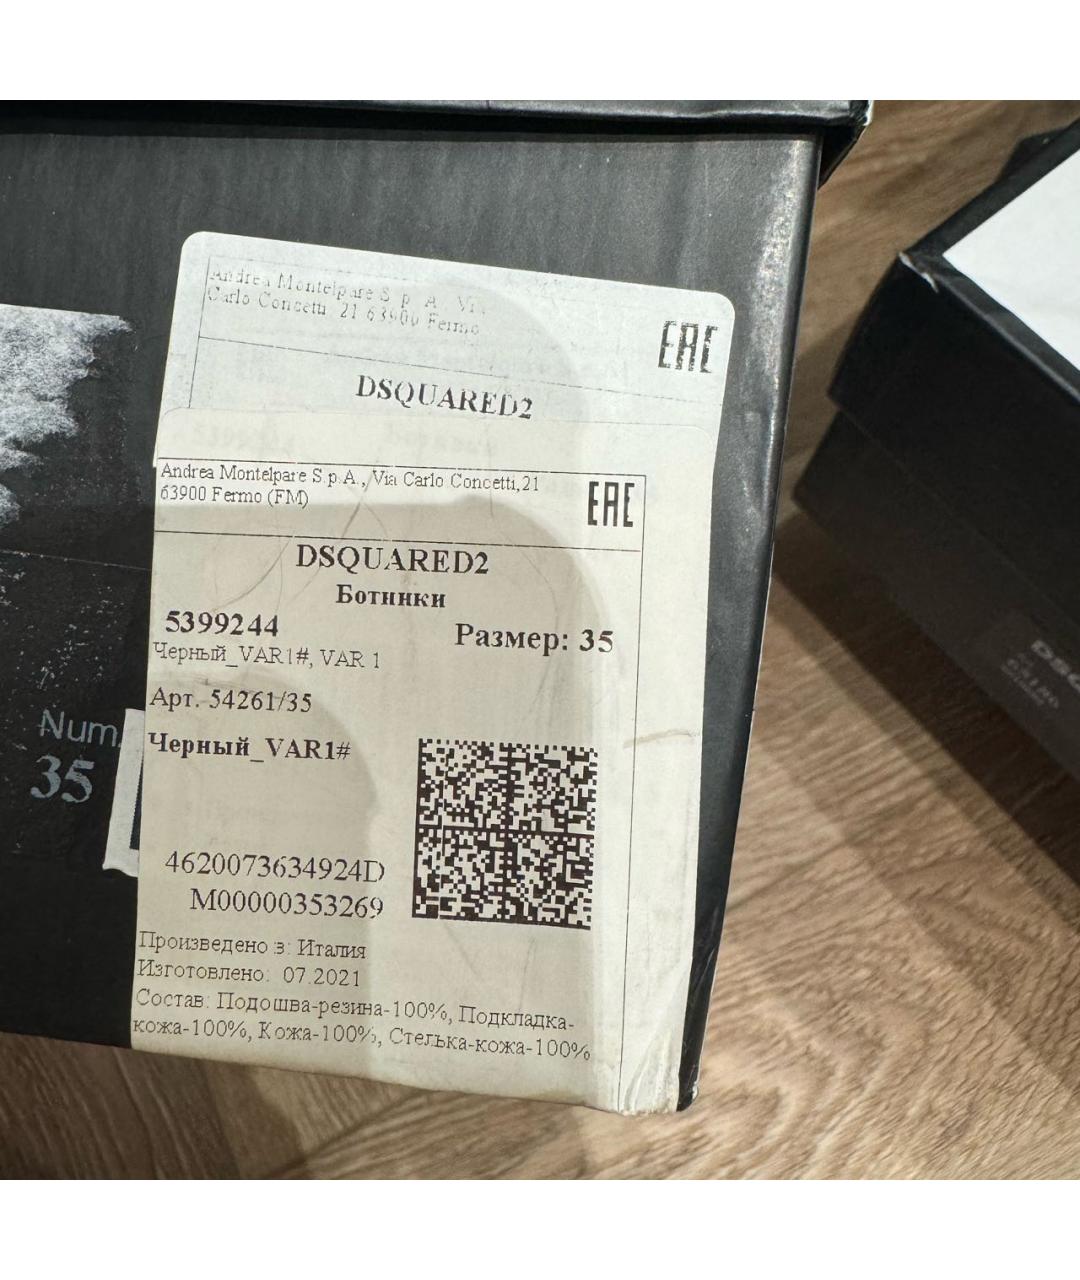 Andrea Montelpare S. p. A. Via
Carlo Concetti, 21 63900 Fermo
EAC
DSQUARED2
Andrea Montelpare S.p.A., Via Carlo Concetti,21
63900 Fermo (FM)
EAC
DSQUARED2
Ботинки
5399244
Размер: 35
Черный_VAR1#, VAR 1
Арт. 54261/35
Черный_VAR1#
4620073634924D
M00000353269
Произведено в: Италия
Изготовлено: 07.2021
Состав: Подошва-резина-100%, Подкладка-
кожа-100%, Кожа-100%, Стелька-кожа-100%
Num.
35